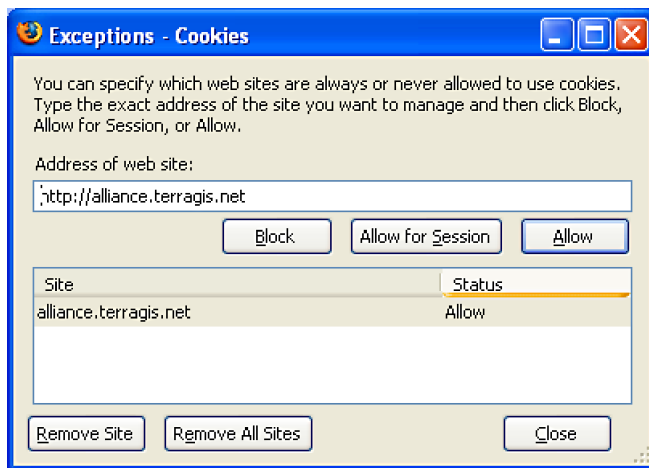 Exceptions - Cookies
You can specify which web sites are always or never allowed to use cookies.
Type the exact address of the site you want to manage and then click Block,
Allow for Session, or Allow.
Address of web site:
http://alliance.terragis.net
Block Allow for Session Allow
Site Status
alliance.terragis.net Allow
Remove Site Remove All Sites Close